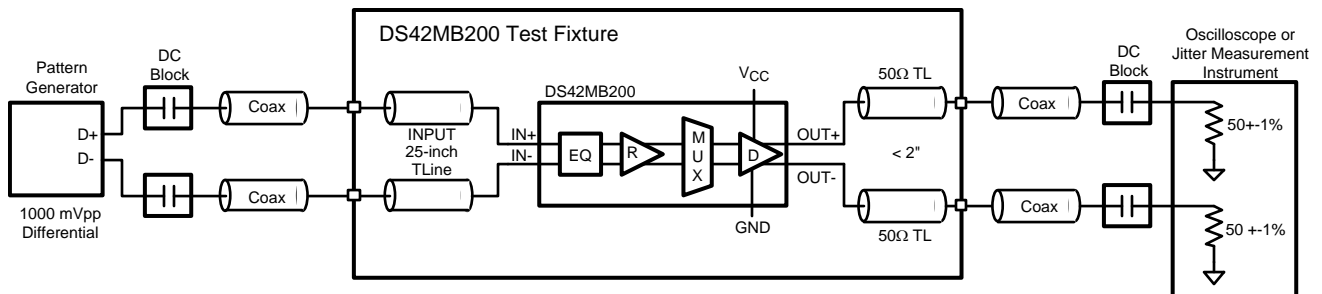 Pattern
Generator
D+
D-
1000 mVpp
Differential
DC
Block
Coax
Coax
DS42MB200 Test Fixture
INPUT
25-inch
TLine
DS42MB200
IN+
IN-
EQ
R
M
U
X
D
VCC
GND
OUT+
OUT-
50Ω TL
< 2"
50Ω TL
Coax
Coax
DC
Block
Oscilloscope or
Jitter Measurement
Instrument
50+-1%
50 +-1%